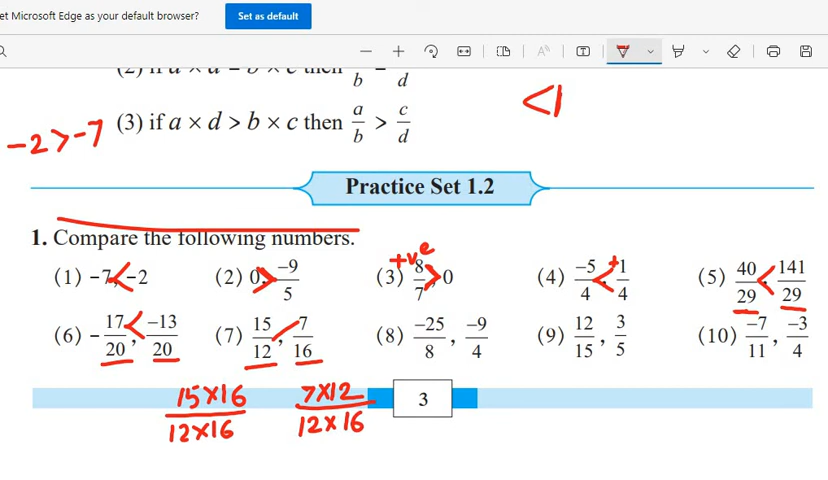 et Microsoft Edge as your default browser? Set as default
(2) if a × d = b × c then a/b = c/d
(3) if a × d > b × c then a/b > c/d
<1
-2 > -7
Practice Set 1.2
1. Compare the following numbers.
(1) -7, < -2 (2) 0, > -9/5 (3) +ve 8/7, > 0 (4) -5/4, < +1/4 (5) 40/29, < 141/29
(6) -17/20, < -13/20 (7) 15/12, 7/16 (8) -25/8, -9/4 (9) 12/15, 3/5 (10) -7/11, -3/4
15×16/12×16 7×12/12×16
3